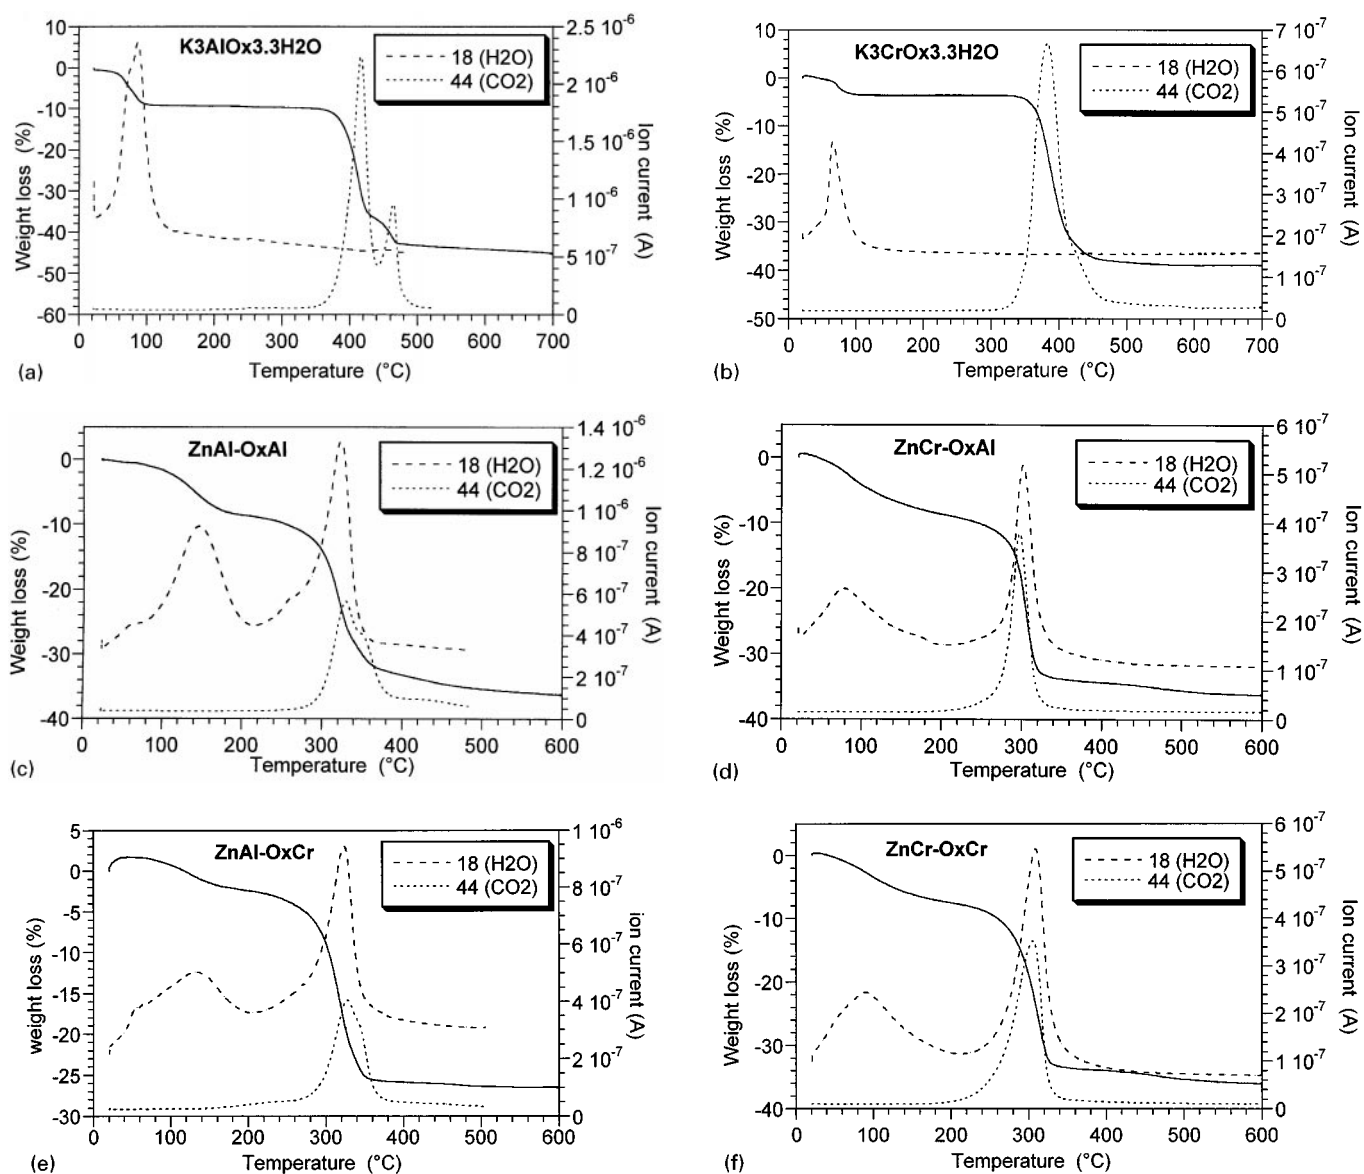 K3AlOx3.3H2O
18 (H2O)
44 (CO2)
10
0
-10
-20
-30
-40
-50
-60
Weight loss (%)
2.5 10-6
2 10-6
1.5 10-6
1 10-6
5 10-7
0
Ion current (A)
0 100 200 300 400 500 600 700
Temperature (°C)
(a)
K3CrOx3.3H2O
18 (H2O)
44 (CO2)
10
0
-10
-20
-30
-40
-50
Weight loss (%)
7 10-7
6 10-7
5 10-7
4 10-7
3 10-7
2 10-7
1 10-7
0
Ion current (A)
0 100 200 300 400 500 600 700
Temperature (°C)
(b)
ZnAl-OxAl
18 (H2O)
44 (CO2)
0
-10
-20
-30
-40
Weight loss (%)
1.4 10-6
1.2 10-6
1 10-6
8 10-7
6 10-7
4 10-7
2 10-7
0
Ion current (A)
0 100 200 300 400 500 600
Temperature (°C)
(c)
ZnCr-OxAl
18 (H2O)
44 (CO2)
0
-10
-20
-30
-40
Weight loss (%)
6 10-7
5 10-7
4 10-7
3 10-7
2 10-7
1 10-7
0
Ion current (A)
0 100 200 300 400 500 600
Temperature (°C)
(d)
ZnAl-OxCr
18 (H2O)
44 (CO2)
5
0
-5
-10
-15
-20
-25
-30
weight loss (%)
1 10-6
8 10-7
6 10-7
4 10-7
2 10-7
0
ion current (A)
0 100 200 300 400 500 600
Temperature (°C)
(e)
ZnCr-OxCr
18 (H2O)
44 (CO2)
0
-10
-20
-30
-40
Weight loss (%)
6 10-7
5 10-7
4 10-7
3 10-7
2 10-7
1 10-7
0
Ion current (A)
0 100 200 300 400 500 600
Temperature (°C)
(f)